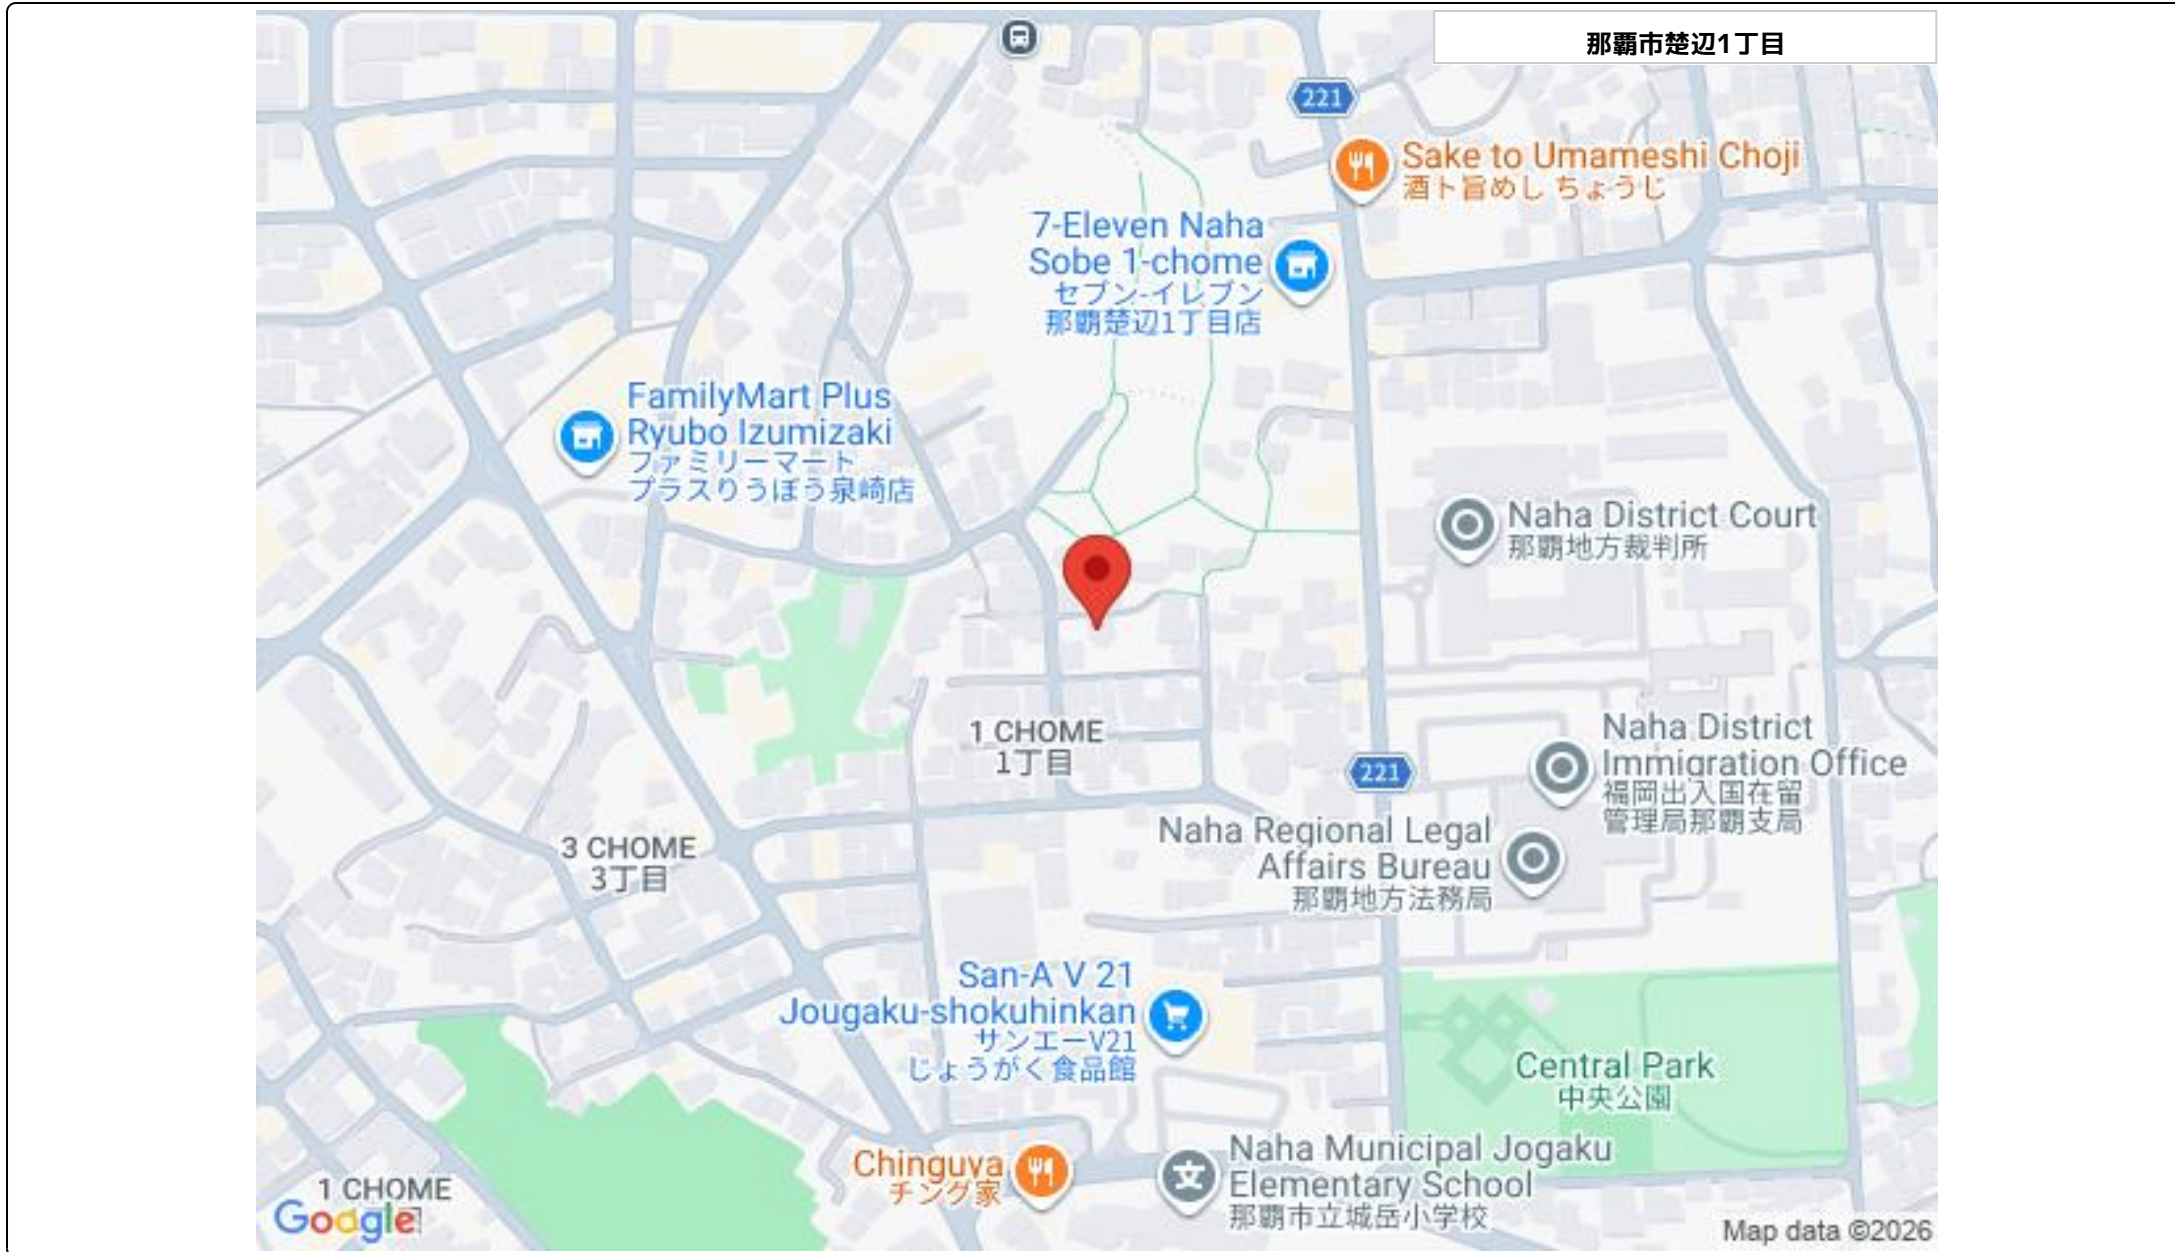 那覇市楚辺1丁目
221
Sake to Umameshi Choji
酒ト旨めし ちょうじ
7-Eleven Naha
Sobe 1-chome
セブン-イレブン
那覇楚辺1丁目店
FamilyMart Plus
Ryubo Izumizaki
ファミリーマート
プラスりうぼう泉崎店
Naha District Court
那覇地方裁判所
1 CHOME
1丁目
Naha District
Immigration Office
福岡出入国在留
管理局那覇支局
221
Naha Regional Legal
Affairs Bureau
那覇地方法務局
3 CHOME
3丁目
San-A V 21
Jougaku-shokuhinkan
サンエーV21
じょうがく食品館
Central Park
中央公園
Chinguya
チング家
Naha Municipal Jogaku
Elementary School
文
那覇市立城岳小学校
1 CHOME
Google
Map data ©2026